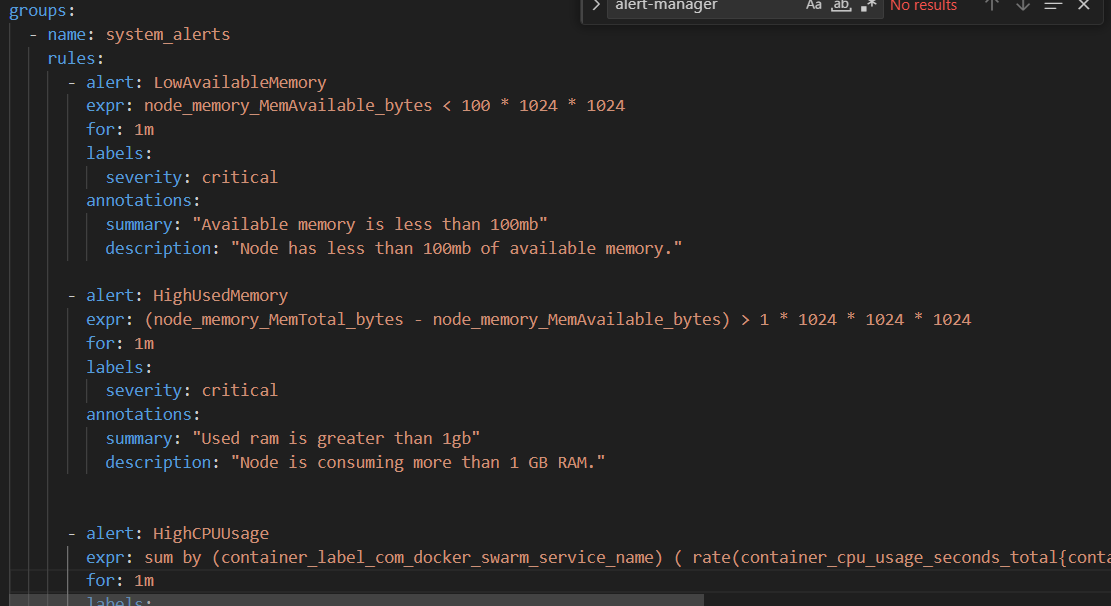 groups:
alert-manager Aa ab No results
- name: system_alerts
rules:
- alert: LowAvailableMemory
expr: node_memory_MemAvailable_bytes < 100 * 1024 * 1024
for: 1m
labels:
severity: critical
annotations:
summary: "Available memory is less than 100mb"
description: "Node has less than 100mb of available memory."
- alert: HighUsedMemory
expr: (node_memory_MemTotal_bytes - node_memory_MemAvailable_bytes) > 1 * 1024 * 1024 * 1024
for: 1m
labels:
severity: critical
annotations:
summary: "Used ram is greater than 1gb"
description: "Node is consuming more than 1 GB RAM."
- alert: HighCPUUsage
expr: sum by (container_label_com_docker_swarm_service_name) ( rate(container_cpu_usage_seconds_total{conta
for: 1m
labels: